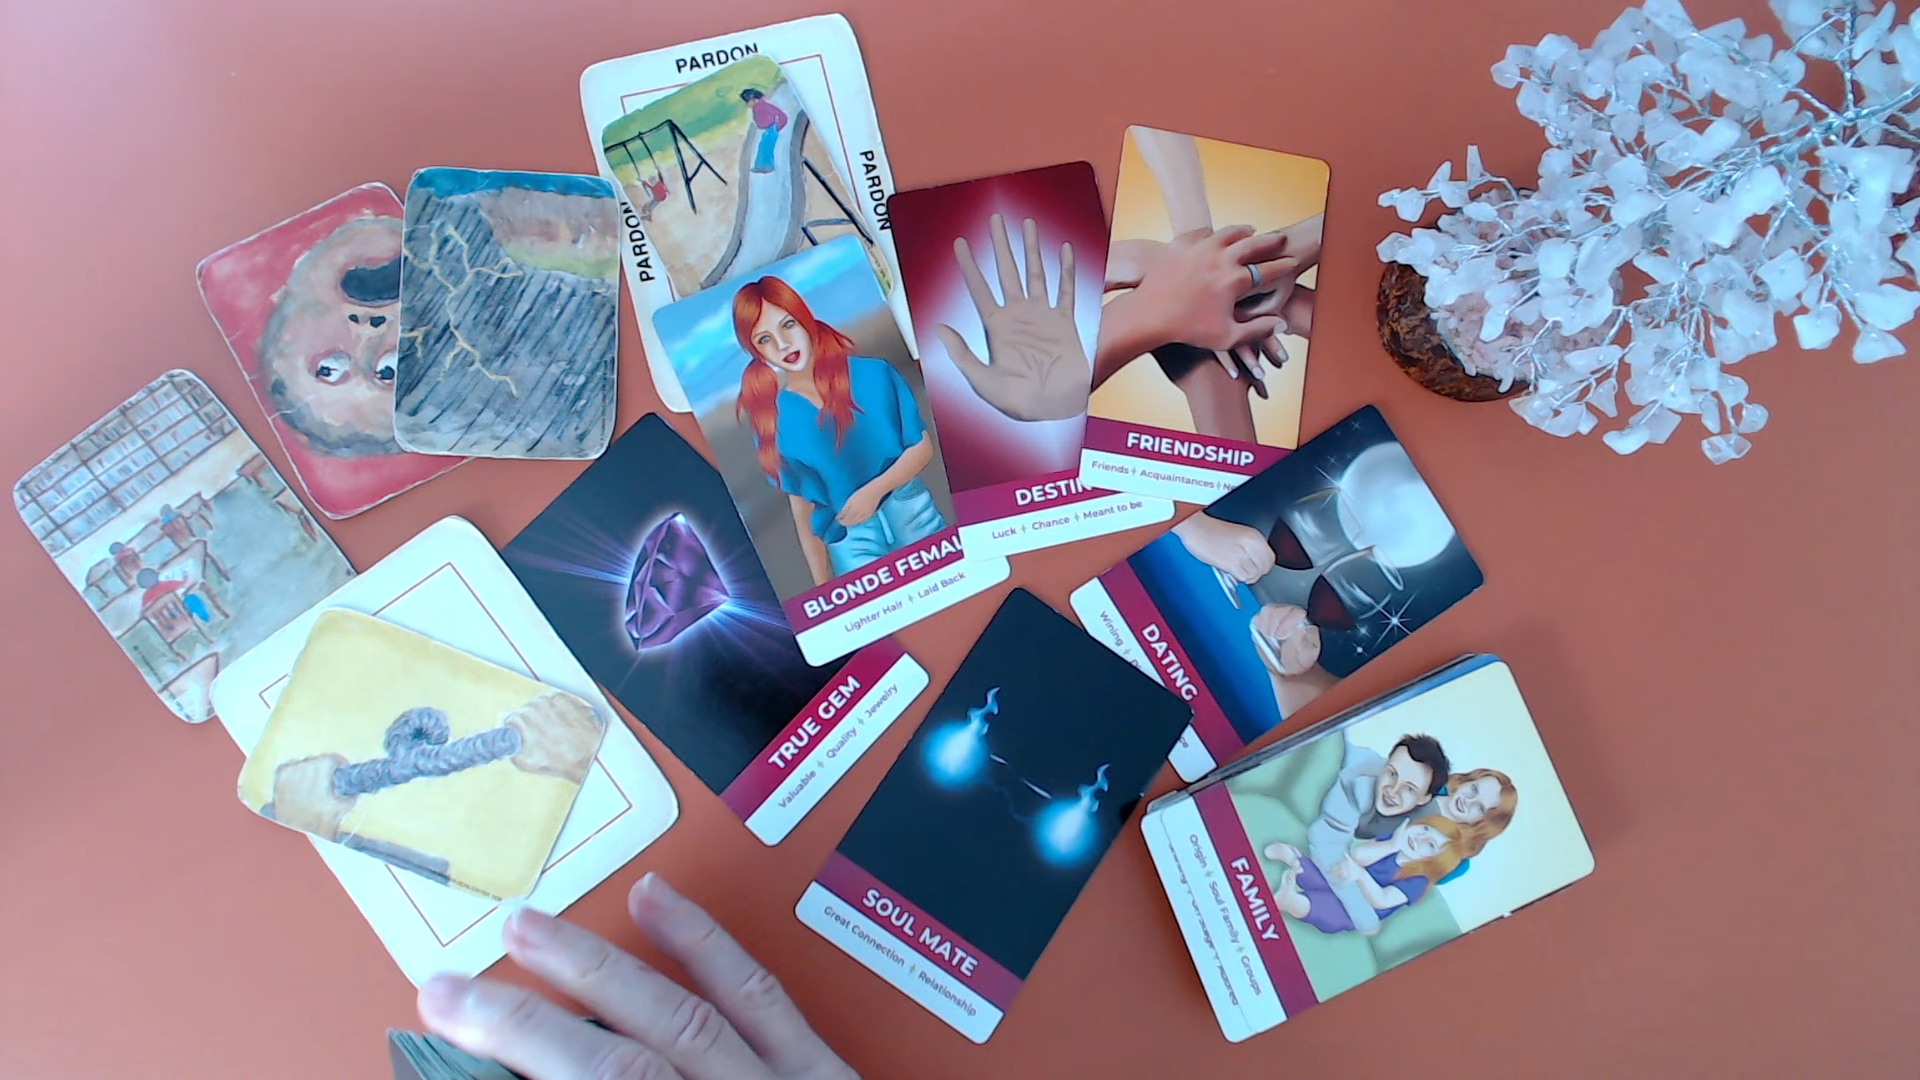 PARDON
PARDON
PARDON
FRIENDSHIP
Friends Acquaintances
DESTIN
Luck Chance Meant to be
BLONDE FEMAL
Lighter Hair Laid Back
TRUE GEM
Valuable Quality Jewelry
DATING
Wining
SOUL MATE
Great Connection Relationship
FAMILY
Origin Soul Family Groups